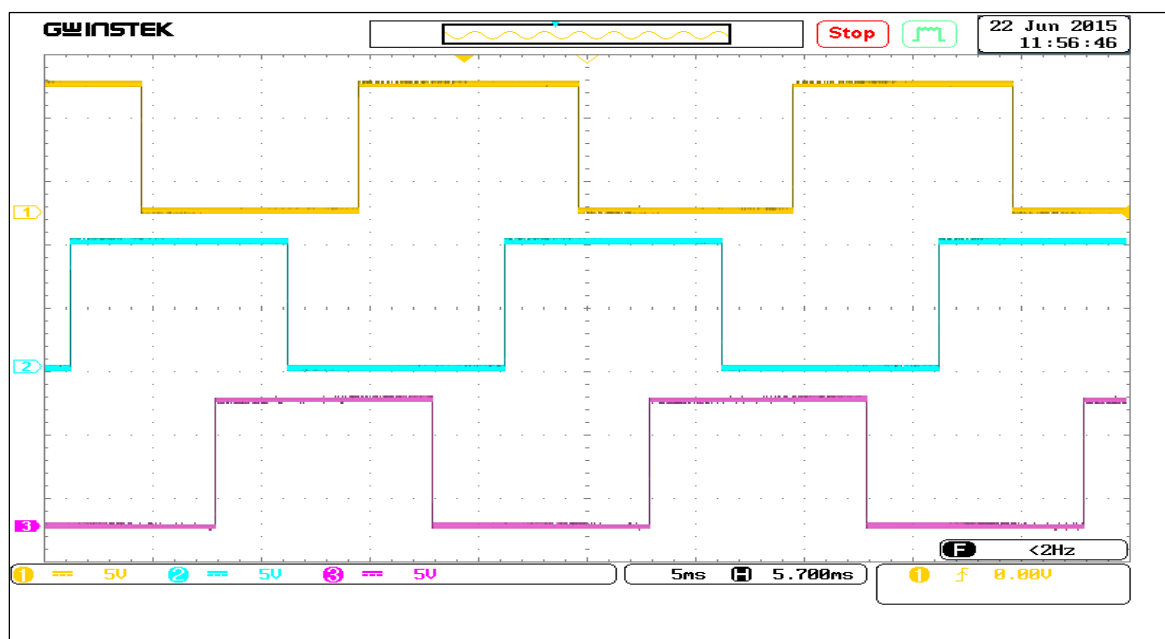 GWINSTEK
Stop
22 Jun 2015
11:56:46
1
2
3
F <2Hz
1 5V 2 5V 3 5V
5ms H 5.700ms
1 0.00V